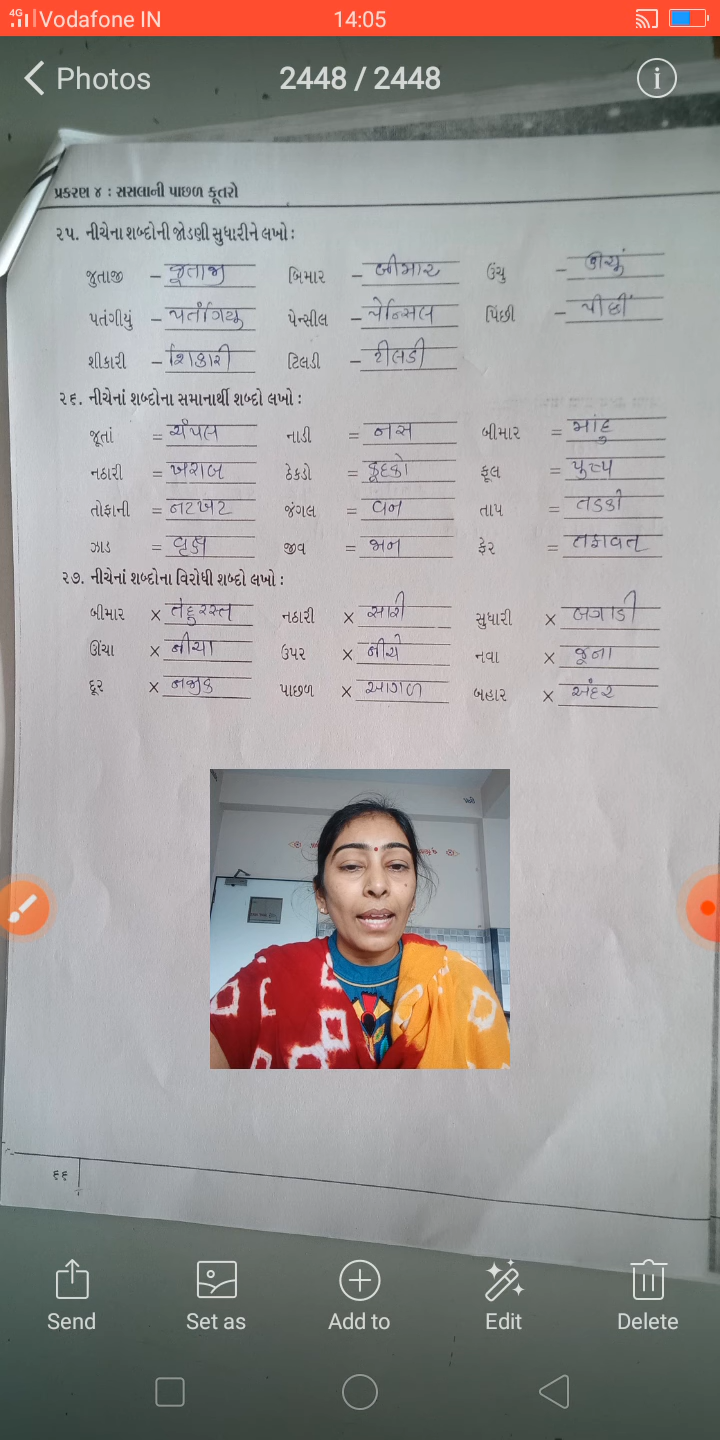 4G Vodafone IN 14:05
Photos 2448 / 2448
પ્રકરણ ૪ : સસલાની પાછળ કૂતરો
૨૫. નીચેના શબ્દોની જોડણી સુધારીને લખો :
જુતાજી – જૂતાજી બિમાર – બીમાર ઉંચુ – ઊંચું
પતંગીયું – પતંગિયું પેન્સીલ – પેન્સિલ પિંછી – પીંછી
શીકારી – શિકારી ટિલડી – ટીલડી
૨૬. નીચેનાં શબ્દોના સમાનાર્થી શબ્દો લખો :
જૂતાં = ચંપલ નાડી = નસ બીમાર = માંદુ
નઠારી = ખરાબ ઠેકડો = કૂદકો ફૂલ = પુષ્પ
તોફાની = નટખટ જંગલ = વન તાપ = તડકો
ઝાડ = વૃક્ષ જીવ = મન ફેર = તફાવત
૨૭. નીચેનાં શબ્દોના વિરોધી શબ્દો લખો :
બીમાર × તંદુરસ્ત નઠારી × સારી સુધારી × બગાડી
ઊંચા × નીચા ઉપર × નીચે નવા × જૂના
દૂર × નજીક પાછળ × આગળ બહાર × અંદર
૬૬
Send Set as Add to Edit Delete